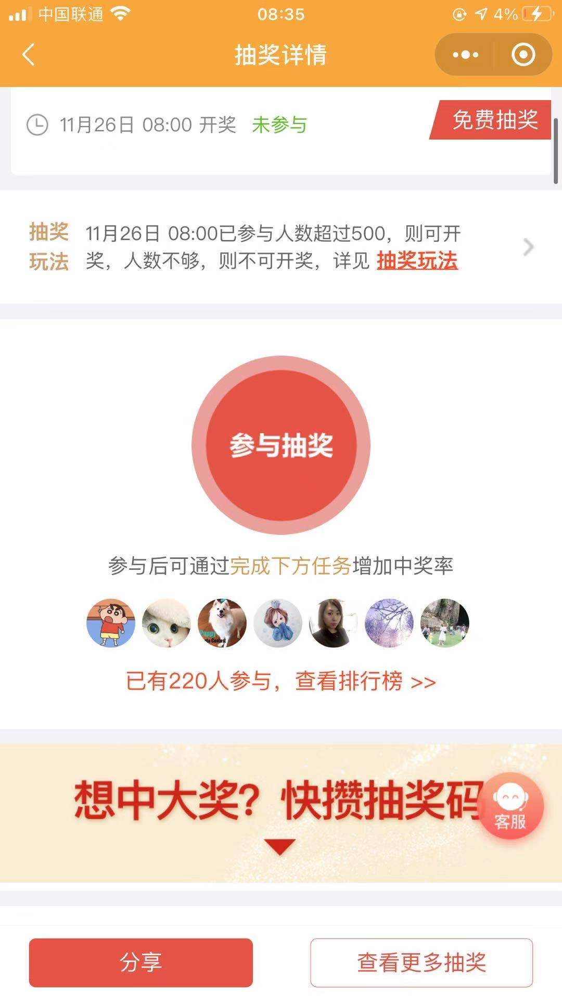 中国联通
08:35
4%
抽奖详情
11月26日 08:00 开奖 未参与
免费抽奖
抽奖
玩法
11月26日 08:00已参与人数超过500，则可开
奖，人数不够，则不可开奖，详见 抽奖玩法
参与抽奖
参与后可通过完成下方任务增加中奖率
Puppy
已有220人参与，查看排行榜 >>
想中大奖？快攒抽奖码
客服
分享
查看更多抽奖